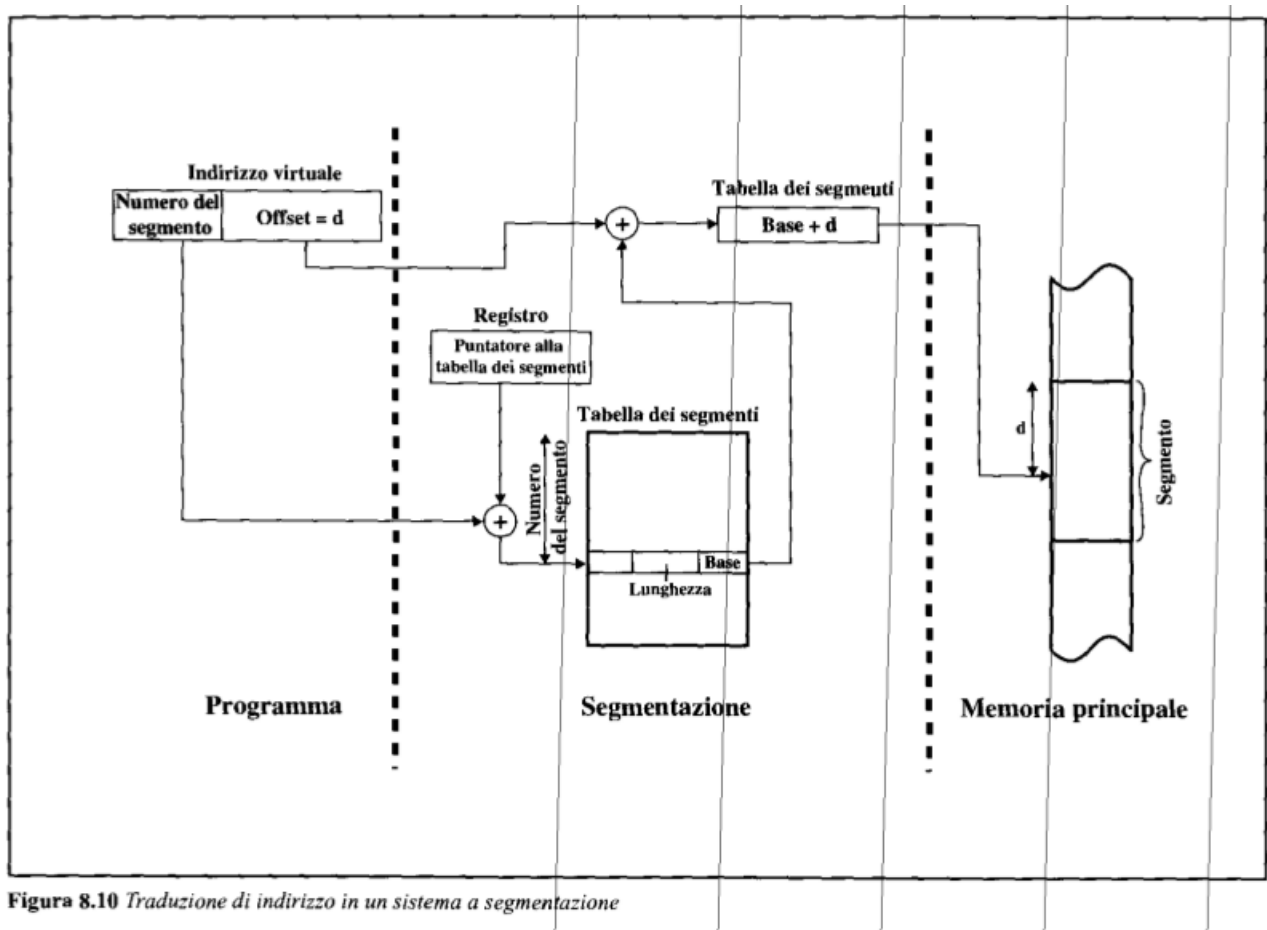 Indirizzo virtuale
Numero del
segmento
Offset = d
Tabella dei segmeuti
Base + d
Registro
Puntatore alla
tabella dei segmenti
Tabella dei segmenti
Numero
del segmento
Base
Lunghezza
d
Segmento
Programma
Segmentazione
Memoria principale
Figura 8.10 Traduzione di indirizzo in un sistema a segmentazione